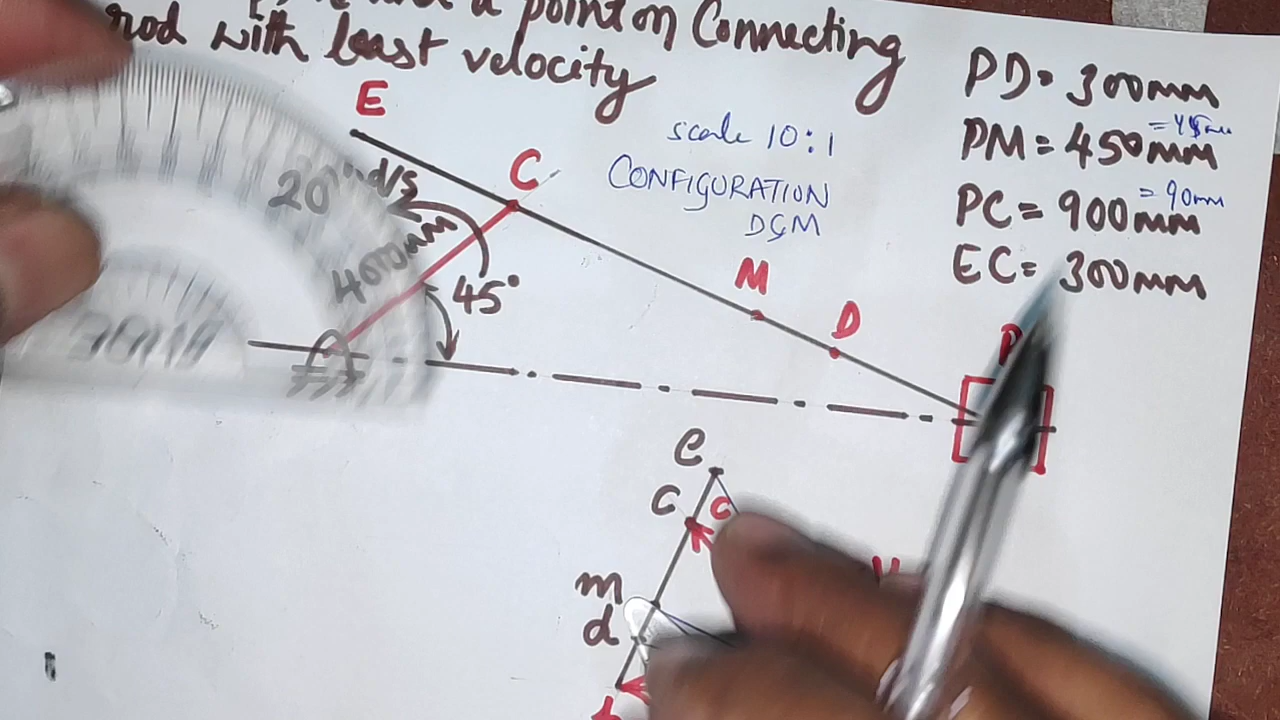 a point on Connecting
rod with least velocity
PD = 300mm
PM = 450mm
PC = 900mm = 90mm
EC = 300mm
scale 10:1
CONFIGURATION
DGM
E
C
20 rad/s
400mm
45°
M
D
P
e
c
c
m
d